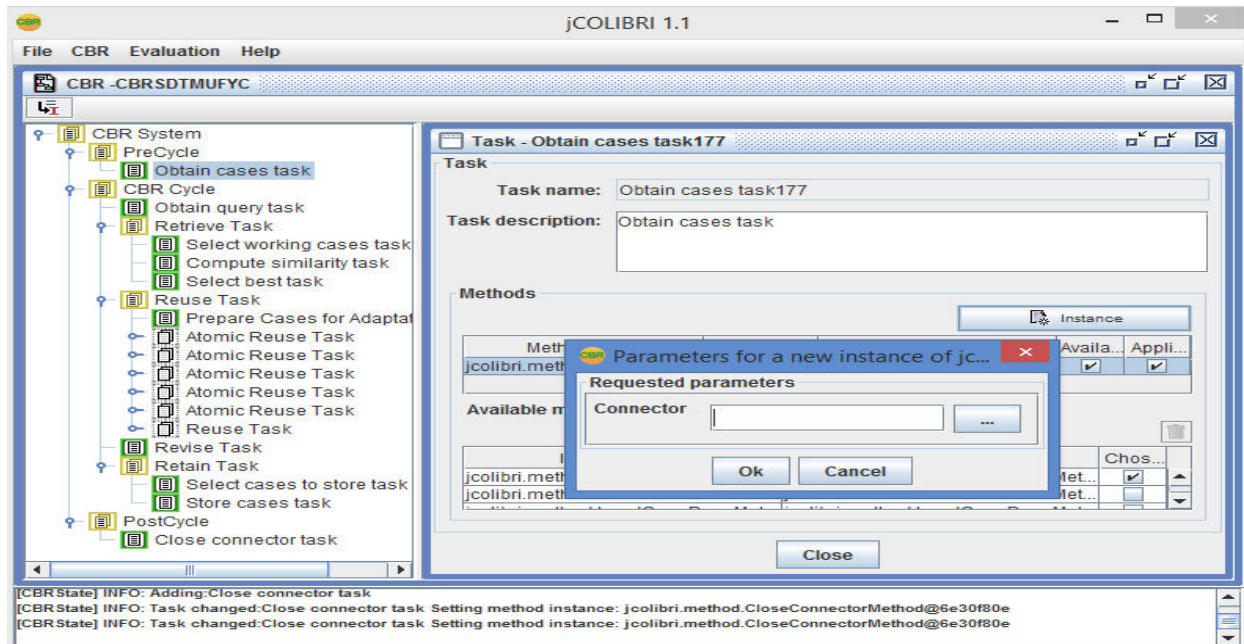 CBR
jCOLIBRI 1.1
File CBR Evaluation Help
CBR -CBRSDTMUFYC
CBR System
PreCycle
Obtain cases task
CBR Cycle
Obtain query task
Retrieve Task
Select working cases task
Compute similarity task
Select best task
Reuse Task
Prepare Cases for Adaptat
Atomic Reuse Task
Atomic Reuse Task
Atomic Reuse Task
Atomic Reuse Task
Atomic Reuse Task
Reuse Task
Revise Task
Retain Task
Select cases to store task
Store cases task
PostCycle
Close connector task
Task - Obtain cases task177
Task
Task name: Obtain cases task177
Task description: Obtain cases task
Methods
Instance
Meth Availa... Appli...
jcolibri.meth
Available m
Chos...
jcolibri.meth Met...
jcolibri.meth Met...
CBR Parameters for a new instance of jc...
Requested parameters
Connector ...
Ok Cancel
Close
[CBRState] INFO: Adding:Close connector task
[CBRState] INFO: Task changed:Close connector task Setting method instance: jcolibri.method.CloseConnectorMethod@6e30f80e
[CBRState] INFO: Task changed:Close connector task Setting method instance: jcolibri.method.CloseConnectorMethod@6e30f80e